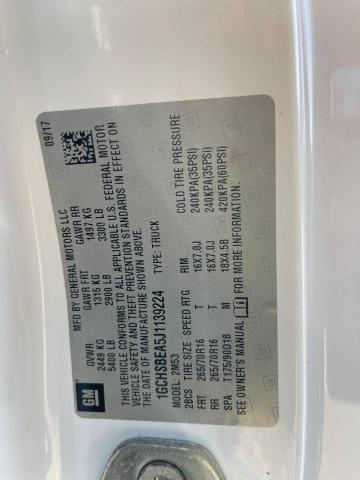 GM
MFD BY GENERAL MOTORS LLC 09/17
GVWR GAWR FRT GAWR RR
2449 KG 1315 KG 1497 KG
5400 LB 2900 LB 3300 LB
THIS VEHICLE CONFORMS TO ALL APPLICABLE U.S. FEDERAL MOTOR
VEHICLE SAFETY AND THEFT PREVENTION STANDARDS IN EFFECT ON
THE DATE OF MANUFACTURE SHOWN ABOVE.
1GCHSBEA5J1139224 TYPE: TRUCK
MODEL: 2M53
2BCS TIRE SIZE SPEED RTG RIM COLD TIRE PRESSURE
FRT 265/70R16 T 16X7.0J 240KPA(35PSI)
RR 265/70R16 T 16X7.0J 240KPA(35PSI)
SPA T175/90D18 M 18X4.5B 420KPA(60PSI)
SEE OWNER'S MANUAL FOR MORE INFORMATION.